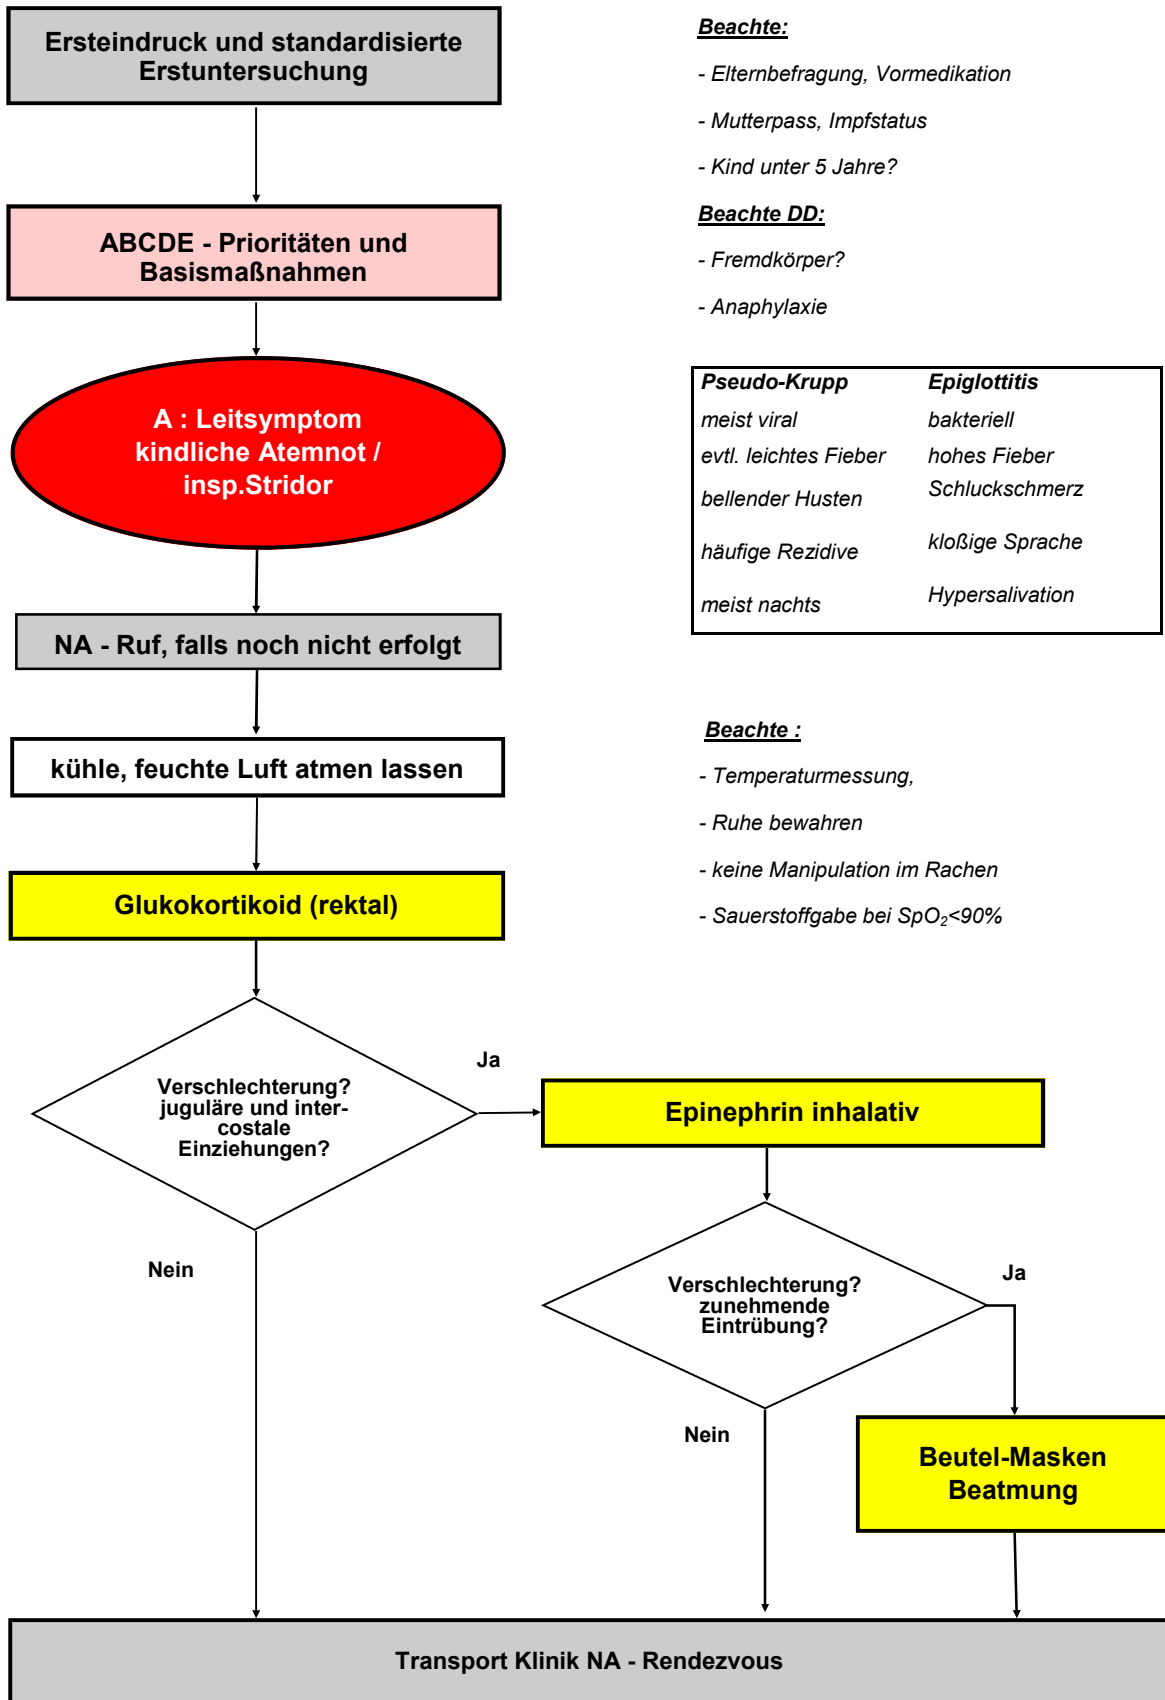 Ersteindruck und standardisierte
Erstuntersuchung
ABCDE - Prioritäten und
Basismaßnahmen
A : Leitsymptom
kindliche Atemnot /
insp.Stridor
NA - Ruf, falls noch nicht erfolgt
kühle, feuchte Luft atmen lassen
Glukokortikoid (rektal)
Verschlechterung?
juguläre und inter-
costale
Einziehungen?
Ja
Nein
Epinephrin inhalativ
Verschlechterung?
zunehmende
Eintrübung?
Ja
Nein
Beutel-Masken
Beatmung
Transport Klinik NA - Rendezvous
Beachte:
- Elternbefragung, Vormedikation
- Mutterpass, Impfstatus
- Kind unter 5 Jahre?
Beachte DD:
- Fremdkörper?
- Anaphylaxie
Pseudo-Krupp Epiglottitis
meist viral bakteriell
evtl. leichtes Fieber hohes Fieber
bellender Husten Schluckschmerz
häufige Rezidive kloßige Sprache
meist nachts Hypersalivation
Beachte :
- Temperaturmessung,
- Ruhe bewahren
- keine Manipulation im Rachen
- Sauerstoffgabe bei SpO₂<90%